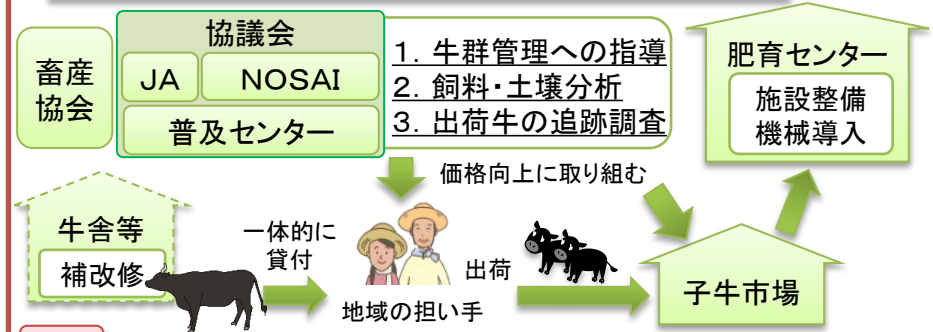 畜産
協会
協議会
JA
NOSAI
普及センター
1. 牛群管理への指導
2. 飼料・土壌分析
3. 出荷牛の追跡調査
肥育センター
施設整備
機械導入
価格向上に取り組む
牛舎等
補改修
一体的に
貸付
地域の担い手
出荷
子牛市場